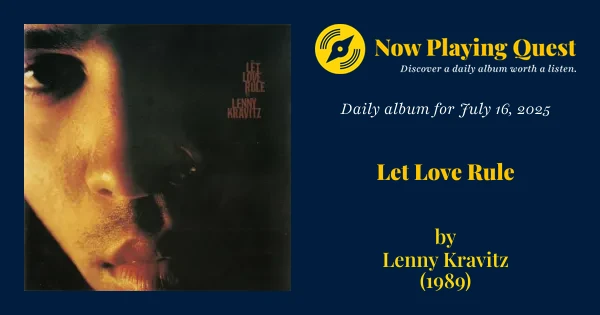 LET
LOVE
RULE
LENNY
KRAVITZ
Now Playing Quest
Discover a daily album worth a listen.
Daily album for July 16, 2025
Let Love Rule
by
Lenny Kravitz
(1989)